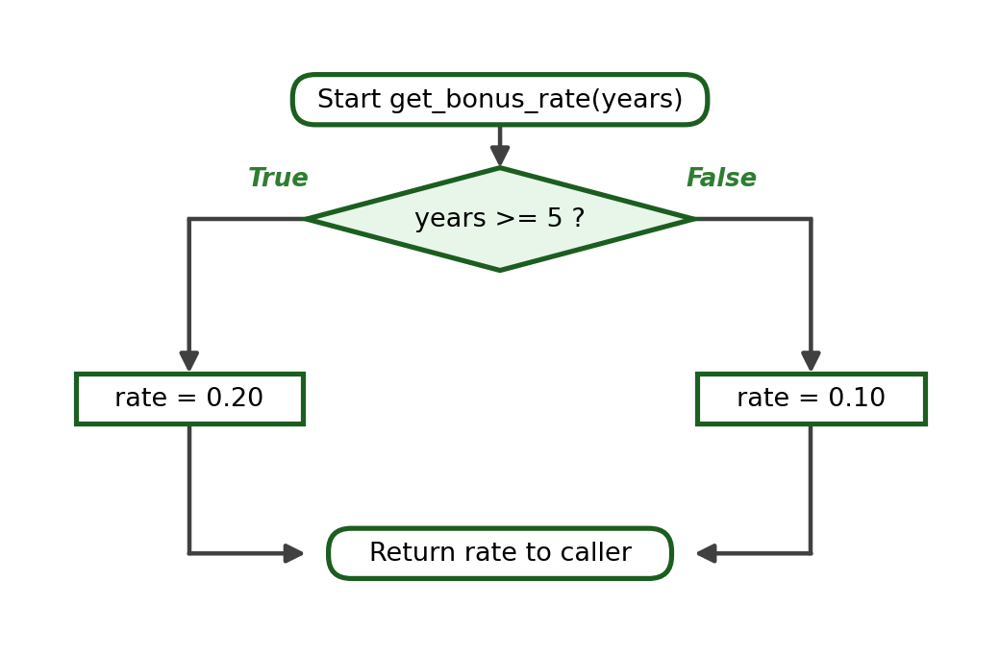 Start get_bonus_rate(years)
True
False
years >= 5 ?
rate = 0.20
rate = 0.10
Return rate to caller